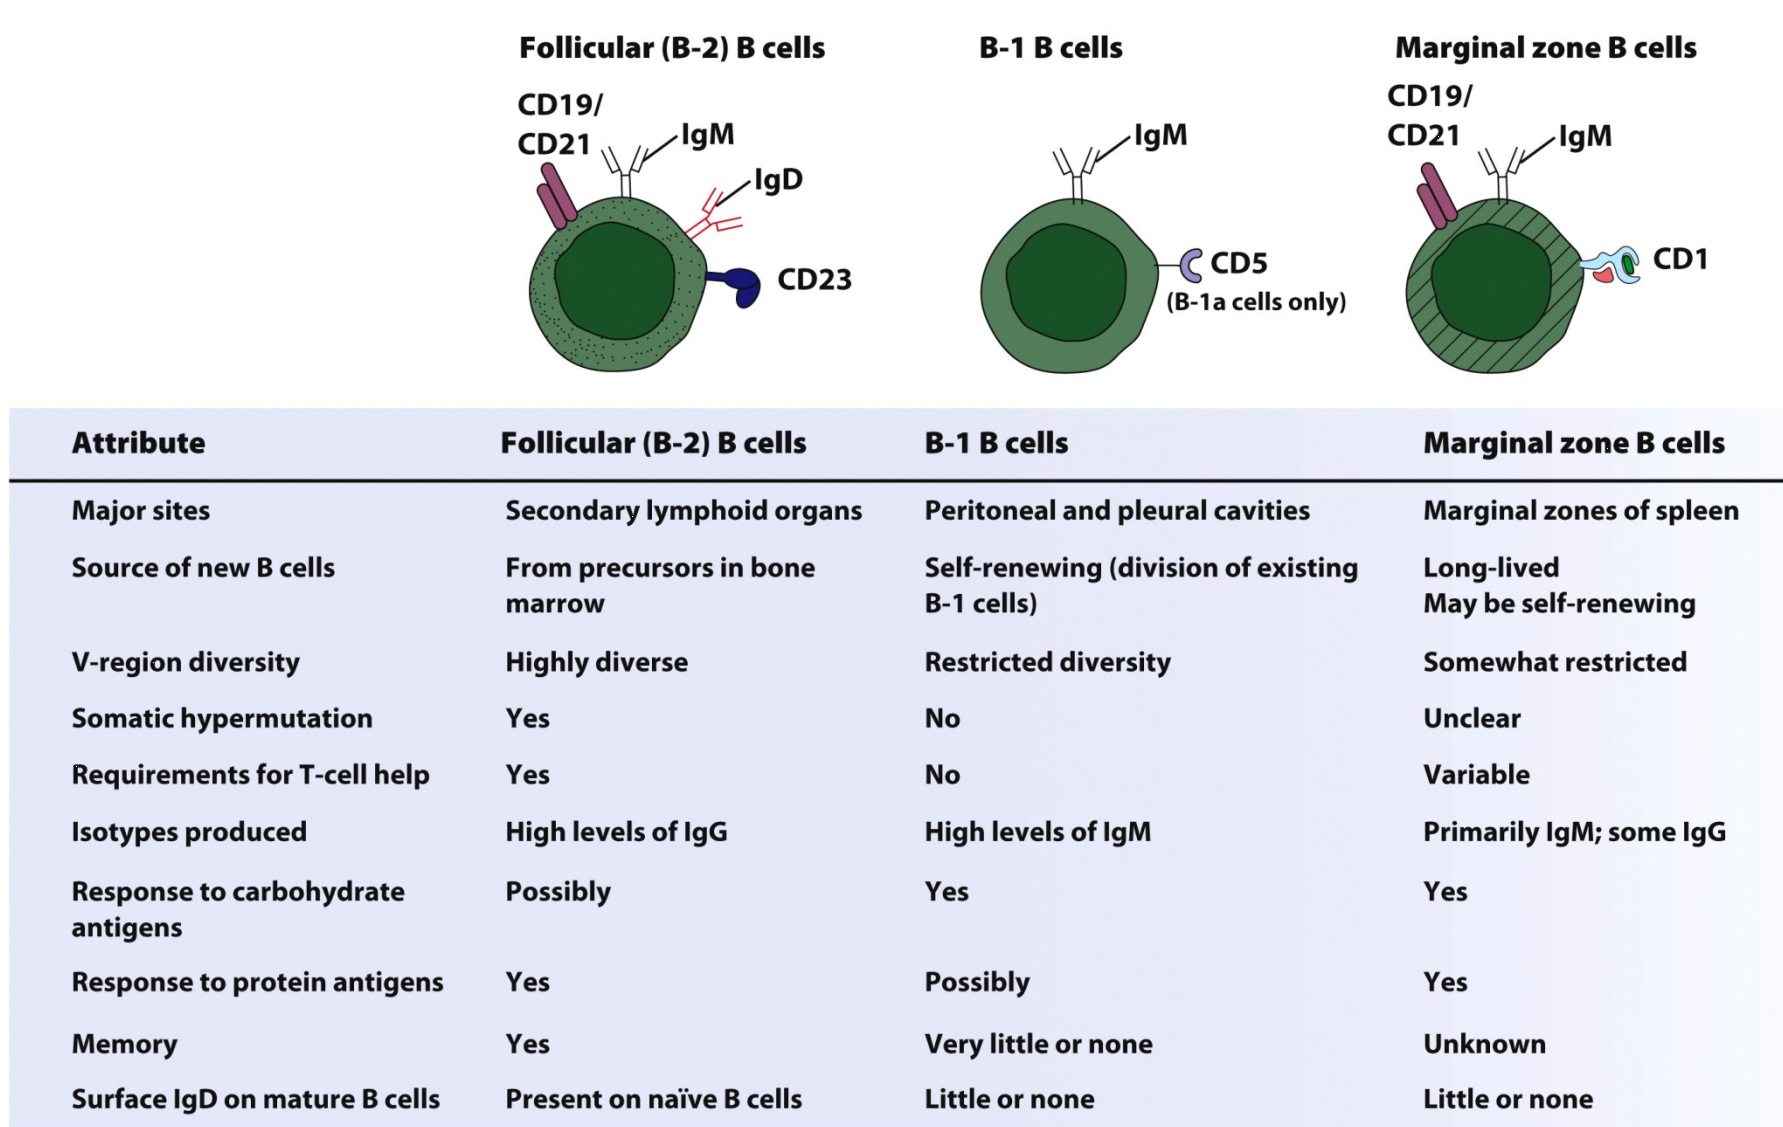 Follicular (B-2) B cells
B-1 B cells
Marginal zone B cells
CD19/
CD21
IgM
IgD
CD23
IgM
CD5
(B-1a cells only)
CD19/
CD21
IgM
CD1
Attribute Follicular (B-2) B cells B-1 B cells Marginal zone B cells
Major sites Secondary lymphoid organs Peritoneal and pleural cavities Marginal zones of spleen
Source of new B cells From precursors in bone Self-renewing (division of existing Long-lived
marrow B-1 cells) May be self-renewing
V-region diversity Highly diverse Restricted diversity Somewhat restricted
Somatic hypermutation Yes No Unclear
Requirements for T-cell help Yes No Variable
Isotypes produced High levels of IgG High levels of IgM Primarily IgM; some IgG
Response to carbohydrate Possibly Yes Yes
antigens
Response to protein antigens Yes Possibly Yes
Memory Yes Very little or none Unknown
Surface IgD on mature B cells Present on naïve B cells Little or none Little or none